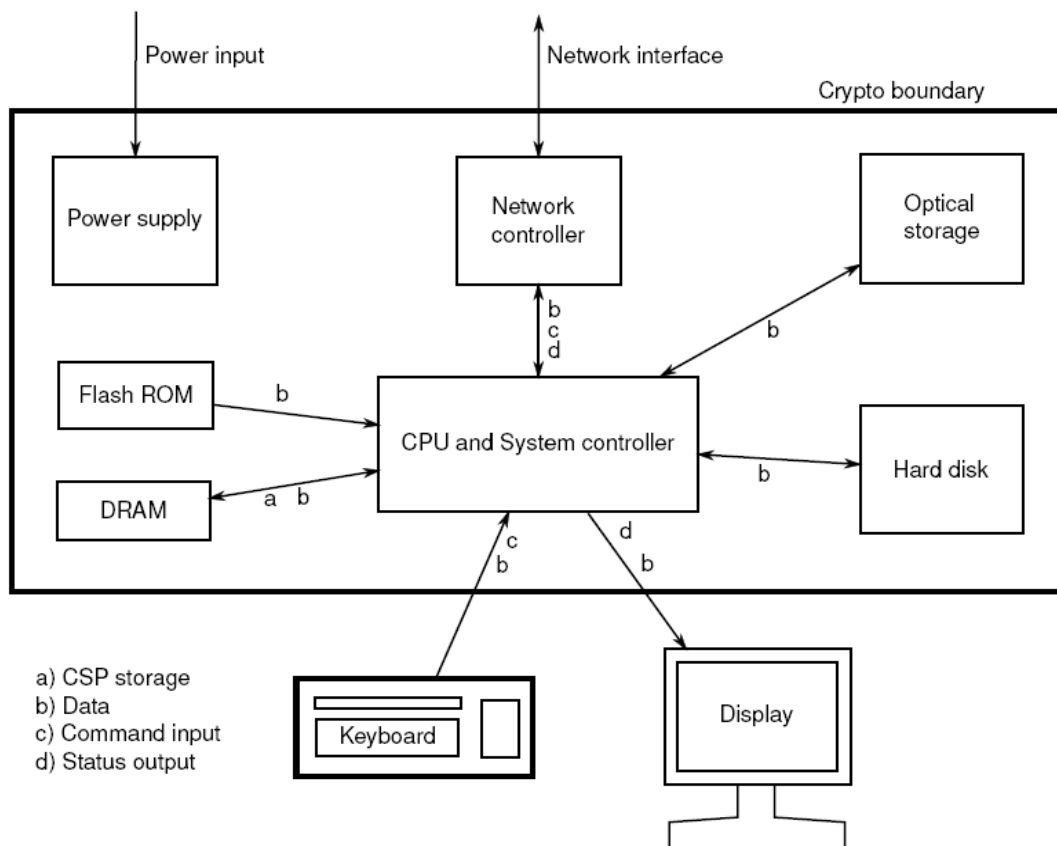 Power input
Network interface
Crypto boundary
Power supply
Network
controller
Optical
storage
b
c
d
b
Flash ROM
b
CPU and System controller
b
Hard disk
DRAM
a b
c
b
d
b
a) CSP storage
b) Data
c) Command input
d) Status output
Keyboard
Display